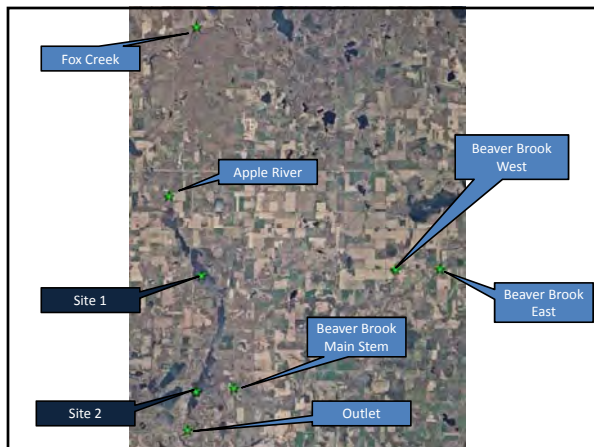 Fox Creek
Beaver Brook
West
Apple River
Site 1
Beaver Brook
East
Beaver Brook
Main Stem
Site 2
Outlet